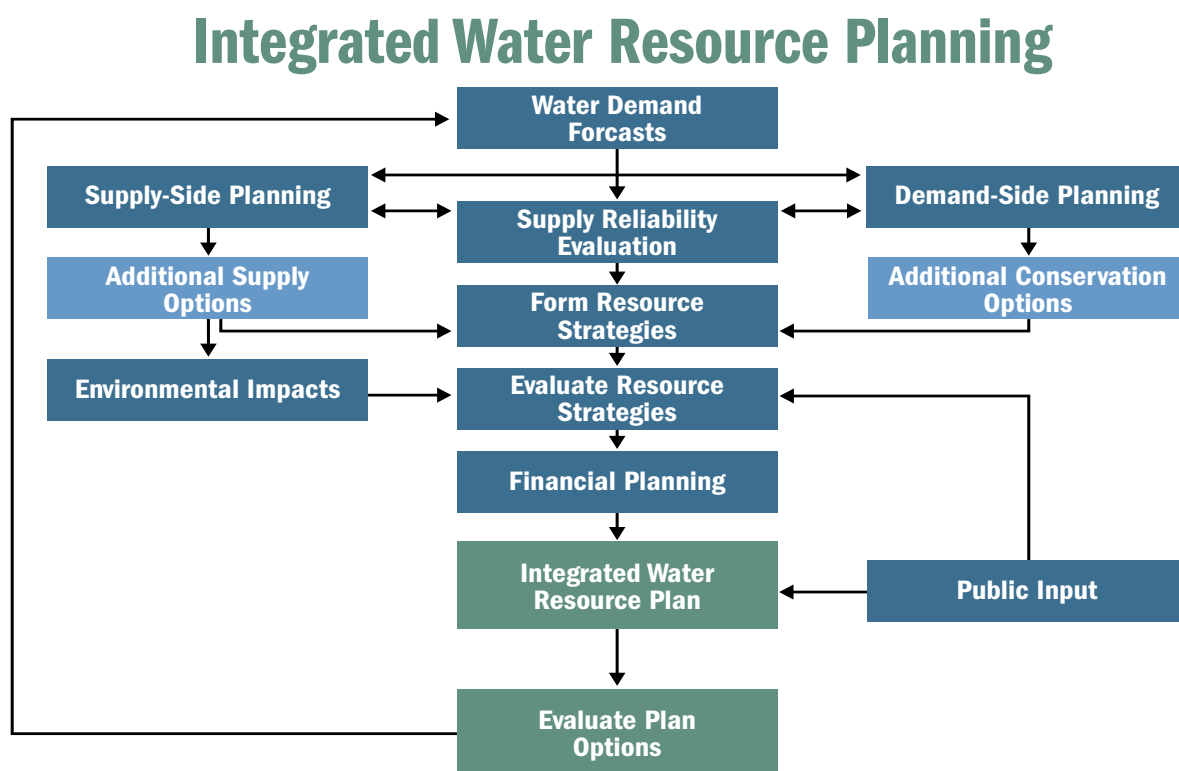 Integrated Water Resource Planning
Water Demand
Forcasts
Supply-Side Planning
Demand-Side Planning
Supply Reliability
Evaluation
Additional Supply
Options
Additional Conservation
Options
Form Resource
Strategies
Environmental Impacts
Evaluate Resource
Strategies
Financial Planning
Integrated Water
Resource Plan
Public Input
Evaluate Plan
Options